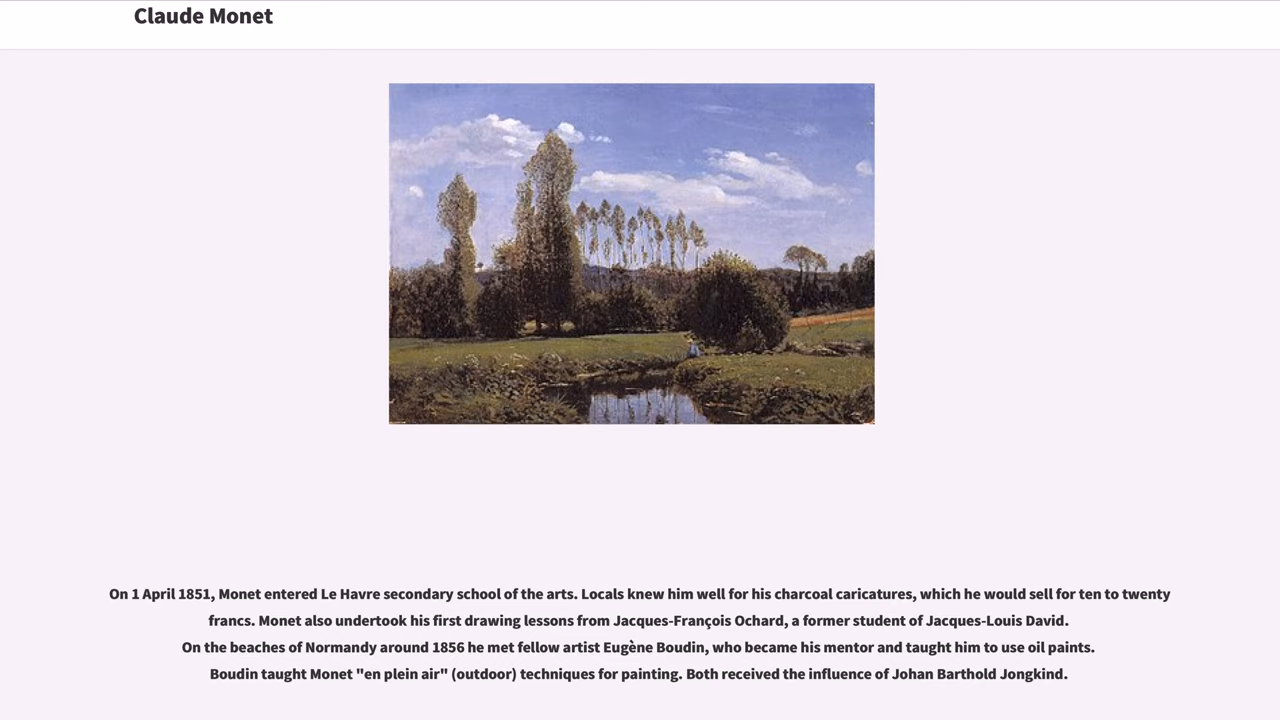 Claude Monet
On 1 April 1851, Monet entered Le Havre secondary school of the arts. Locals knew him well for his charcoal caricatures, which he would sell for ten to twenty
francs. Monet also undertook his first drawing lessons from Jacques-François Ochard, a former student of Jacques-Louis David.
On the beaches of Normandy around 1856 he met fellow artist Eugène Boudin, who became his mentor and taught him to use oil paints.
Boudin taught Monet "en plein air" (outdoor) techniques for painting. Both received the influence of Johan Barthold Jongkind.